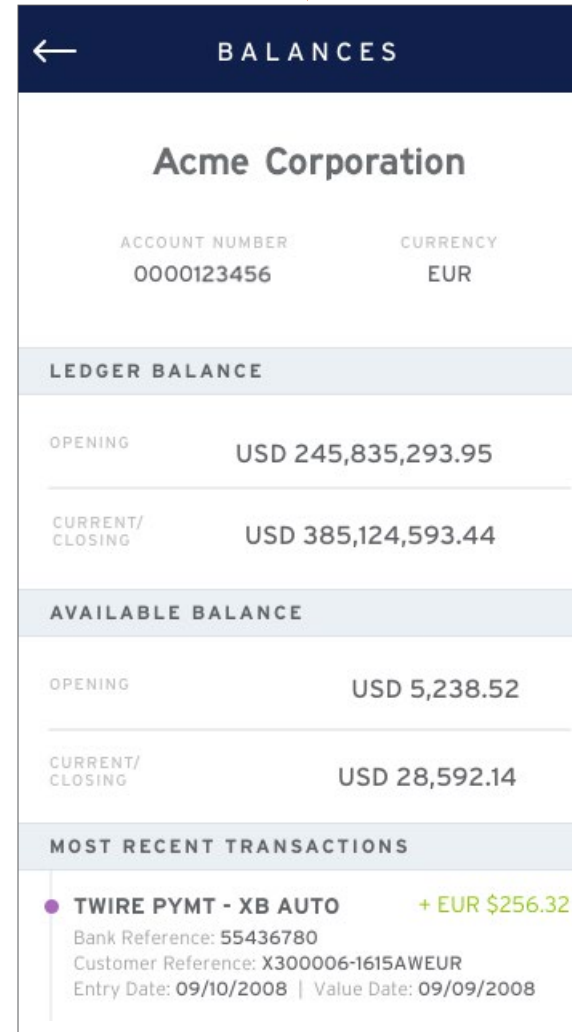 BALANCES
Acme Corporation
ACCOUNT NUMBER CURRENCY
0000123456 EUR
LEDGER BALANCE
OPENING USD 245,835,293.95
CURRENT/
CLOSING USD 385,124,593.44
AVAILABLE BALANCE
OPENING USD 5,238.52
CURRENT/
CLOSING USD 28,592.14
MOST RECENT TRANSACTIONS
TWIRE PYMT - XB AUTO + EUR $256.32
Bank Reference: 55436780
Customer Reference: X300006-1615AWEUR
Entry Date: 09/10/2008 | Value Date: 09/09/2008